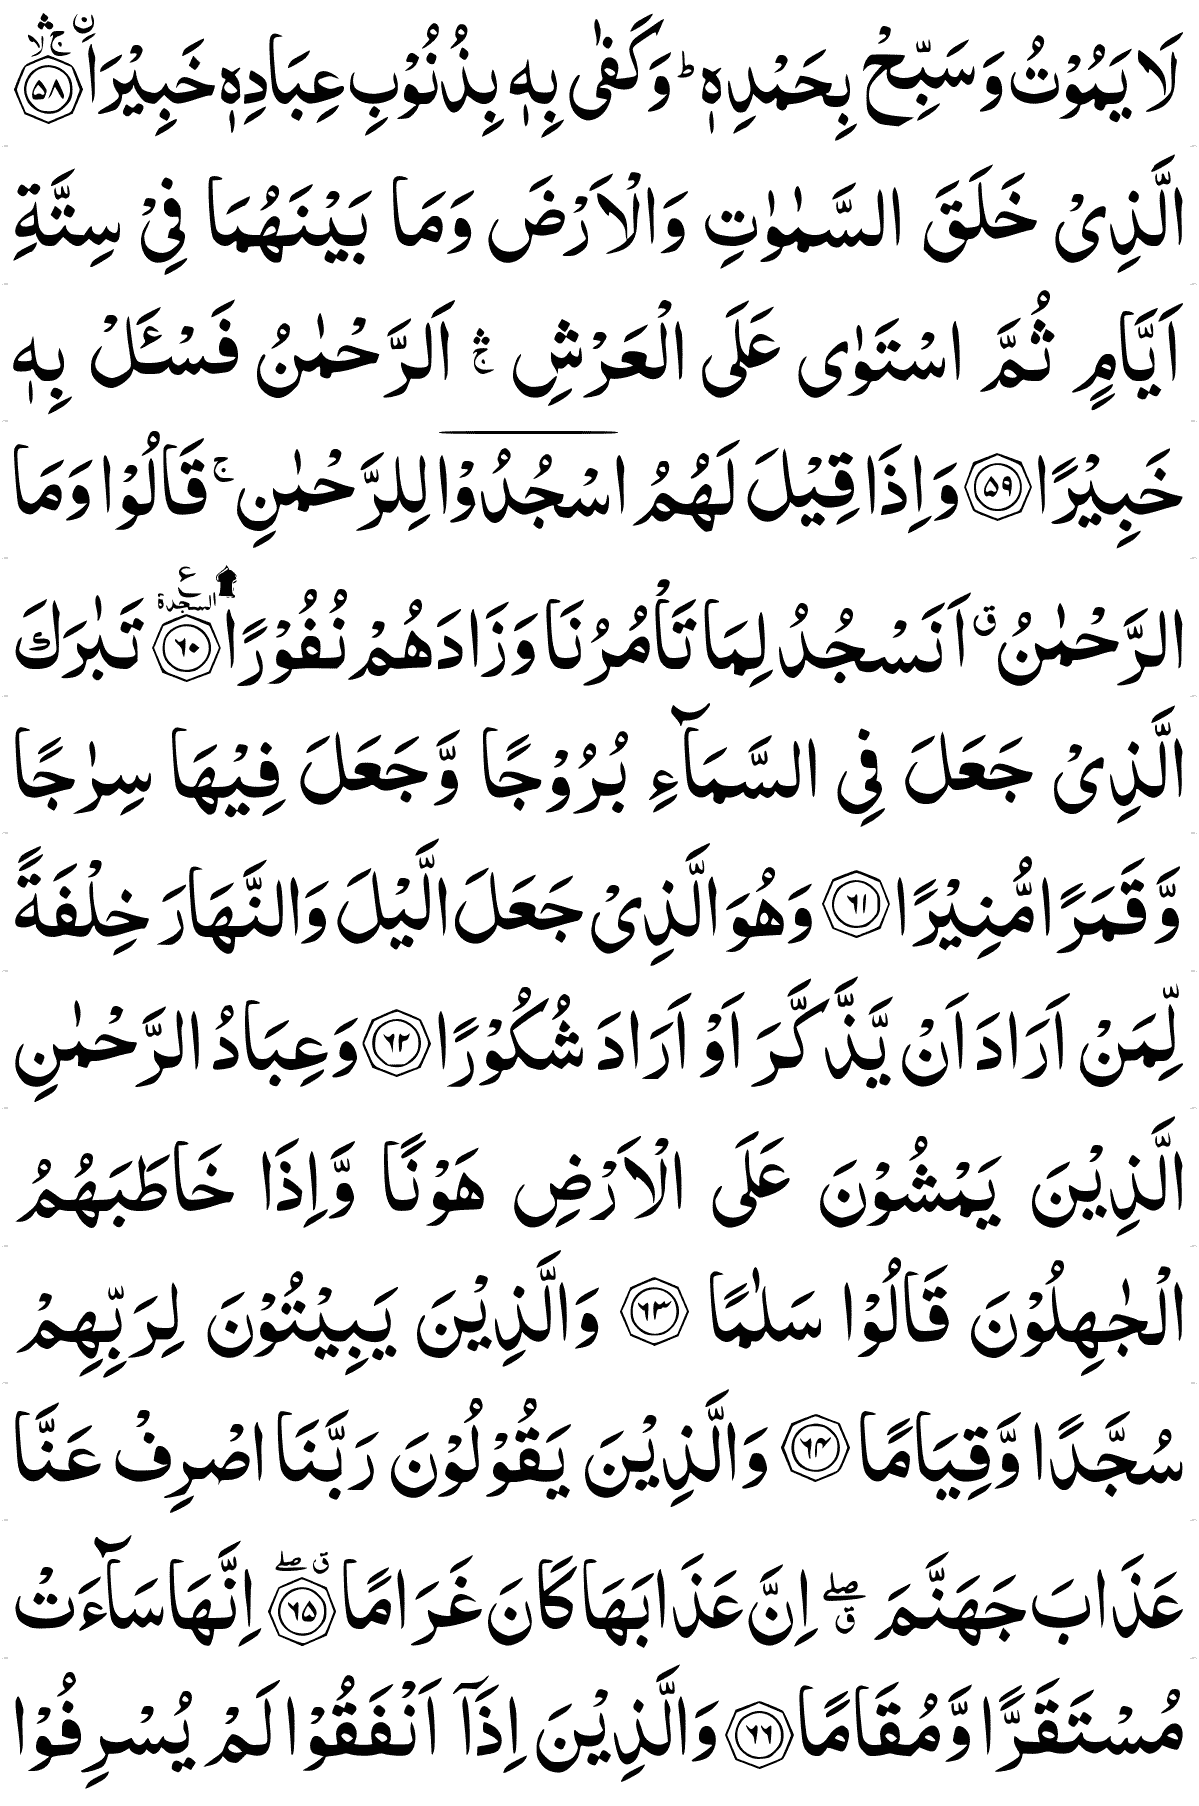 لَا يَمُوْتُ وَسَبِّحْ بِحَمْدِهٖ ؕ وَكَفٰى بِهٖ بِذُنُوْبِ عِبَادِهٖ خَبِيْرَا ۟ۙۛۚ ۵۸
الَّذِىْ خَلَقَ السَّمٰوٰتِ وَالْاَرْضَ وَمَا بَيْنَهُمَا فِىْ سِتَّةِ
اَيَّامٍ ثُمَّ اسْتَوٰى عَلَى الْعَرْشِ ۛۚ اَلرَّحْمٰنُ فَسْـَٔلْ بِهٖ
خَبِيْرًا ۵۹ وَاِذَا قِيْلَ لَهُمُ اسْجُدُوْا لِلرَّحْمٰنِ ۚ قَالُوْا وَمَا
الرَّحْمٰنُ ۗ اَنَسْجُدُ لِمَا تَاْمُرُنَا وَزَادَهُمْ نُفُوْرًا ۩ ۶۰ ع السجدة تَبٰرَكَ
الَّذِىْ جَعَلَ فِى السَّمَآءِ بُرُوْجًا وَّجَعَلَ فِيْهَا سِرٰجًا
وَّقَمَرًا مُّنِيْرًا ۶۱ وَهُوَ الَّذِىْ جَعَلَ الَّيْلَ وَالنَّهَارَ خِلْفَةً
لِّمَنْ اَرَادَ اَنْ يَّذَّكَّرَ اَوْ اَرَادَ شُكُوْرًا ۶۲ وَعِبَادُ الرَّحْمٰنِ
الَّذِيْنَ يَمْشُوْنَ عَلَى الْاَرْضِ هَوْنًا وَّاِذَا خَاطَبَهُمُ
الْجٰهِلُوْنَ قَالُوْا سَلٰمًا ۶۳ وَالَّذِيْنَ يَبِيْتُوْنَ لِرَبِّهِمْ
سُجَّدًا وَّقِيَامًا ۶۴ وَالَّذِيْنَ يَقُوْلُوْنَ رَبَّنَا اصْرِفْ عَنَّا
عَذَابَ جَهَنَّمَ ۖق اِنَّ عَذَابَهَا كَانَ غَرَامًا ۖق ۶۵ اِنَّهَا سَآءَتْ
مُسْتَقَرًّا وَّمُقَامًا ۶۶ وَالَّذِيْنَ اِذَاۤ اَنْفَقُوْا لَمْ يُسْرِفُوْا